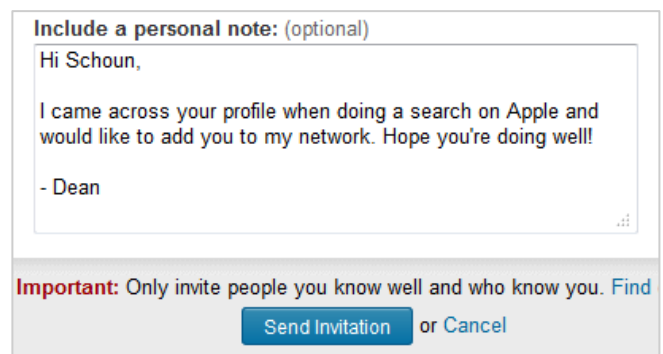 Include a personal note: (optional)
Hi Schoun,
I came across your profile when doing a search on Apple and
would like to add you to my network. Hope you're doing well!
- Dean
Important: Only invite people you know well and who know you. Find
Send Invitation or Cancel